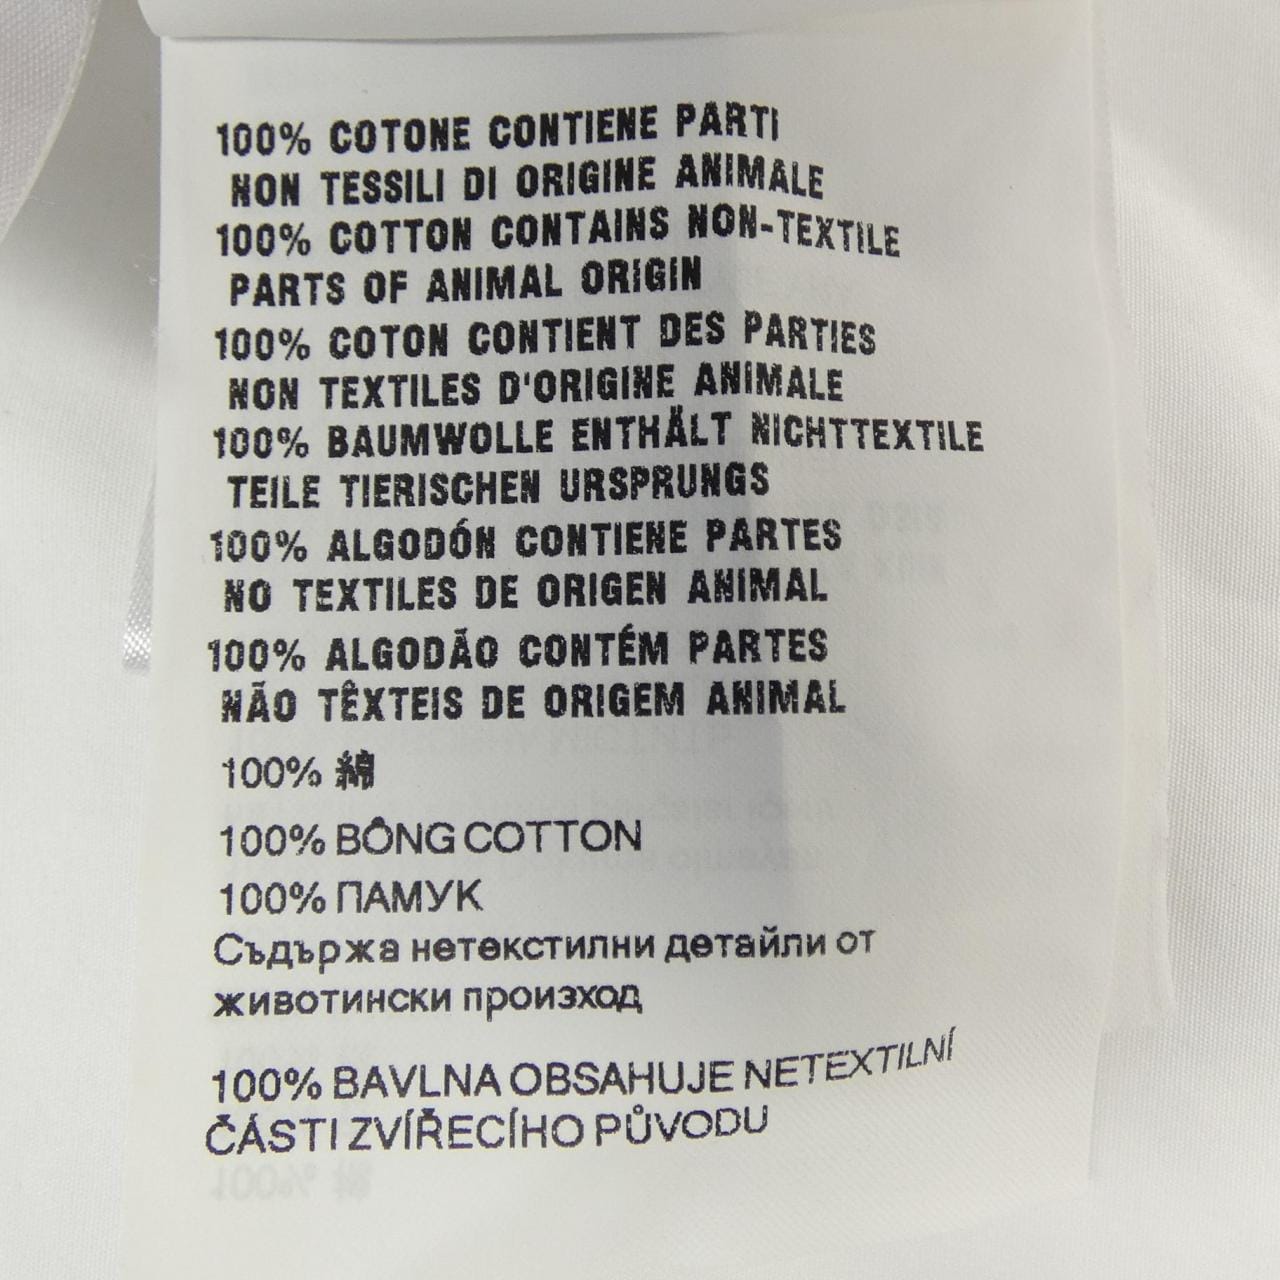 100% COTONE CONTIENE PARTI
NON TESSILI DI ORIGINE ANIMALE
100% COTTON CONTAINS NON-TEXTILE
PARTS OF ANIMAL ORIGIN
100% COTON CONTIENT DES PARTIES
NON TEXTILES D'ORIGINE ANIMALE
100% BAUMWOLLE ENTHÄLT NICHTTEXTILE
TEILE TIERISCHEN URSPRUNGS
100% ALGODÓN CONTIENE PARTES
NO TEXTILES DE ORIGEN ANIMAL
100% ALGODÃO CONTÉM PARTES
NÃO TÊXTEIS DE ORIGEM ANIMAL
100% 綿
100% BÔNG COTTON
100% ПАМУК
Съдържа нетекстилни детайли от
животински произход
100% BAVLNA OBSAHUJE NETEXTILNÍ
ČÁSTI ZVÍŘECÍHO PŮVODU